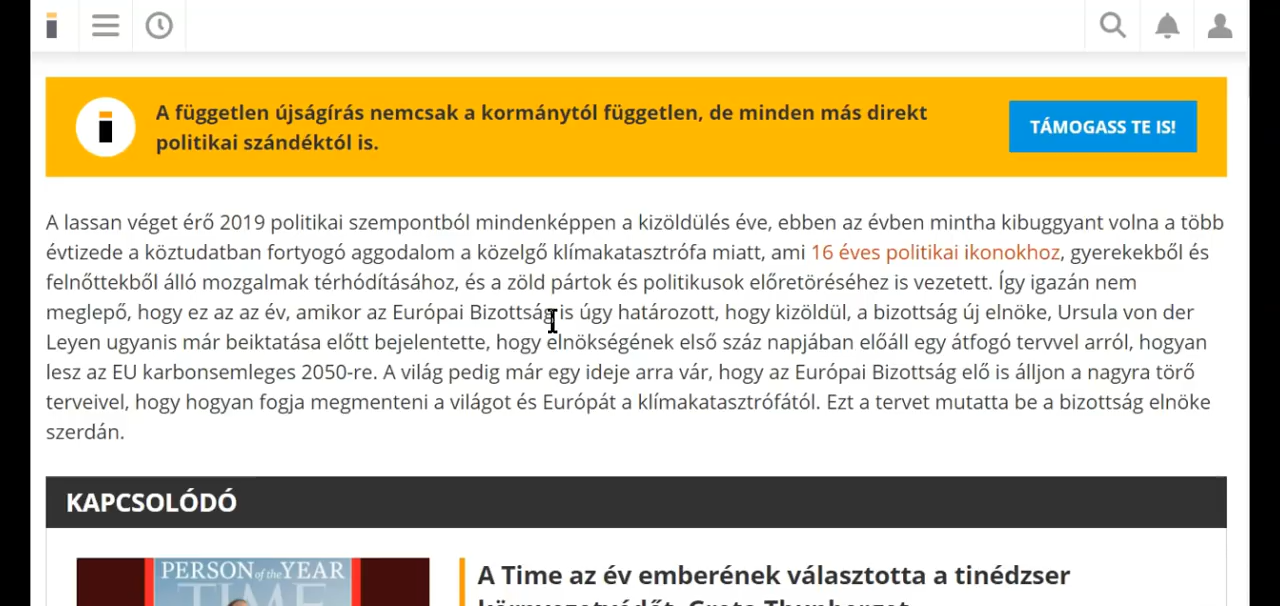 A független újságírás nemcsak a kormánytól független, de minden más direkt
politikai szándéktól is.
TÁMOGASS TE IS!
A lassan véget érő 2019 politikai szempontból mindenképpen a kizöldülés éve, ebben az évben mintha kibuggyant volna a több
évtizede a köztudatban fortyogó aggodalom a közelgő klímakatasztrófa miatt, ami 16 éves politikai ikonokhoz, gyerekekből és
felnőttekből álló mozgalmak térhódításához, és a zöld pártok és politikusok előretöréséhez is vezetett. Így igazán nem
meglepő, hogy ez az az év, amikor az Európai Bizottság is úgy határozott, hogy kizöldül, a bizottság új elnöke, Ursula von der
Leyen ugyanis már beiktatása előtt bejelentette, hogy elnökségének első száz napjában előáll egy átfogó tervvel arról, hogyan
lesz az EU karbonsemleges 2050-re. A világ pedig már egy ideje arra vár, hogy az Európai Bizottság elő is álljon a nagyra törő
terveivel, hogy hogyan fogja megmenteni a világot és Európát a klímakatasztrófától. Ezt a tervet mutatta be a bizottság elnöke
szerdán.
KAPCSOLÓDÓ
PERSON of the YEAR
TIME
A Time az év emberének választotta a tinédzser
környezetvédőt, Greta Thunberget